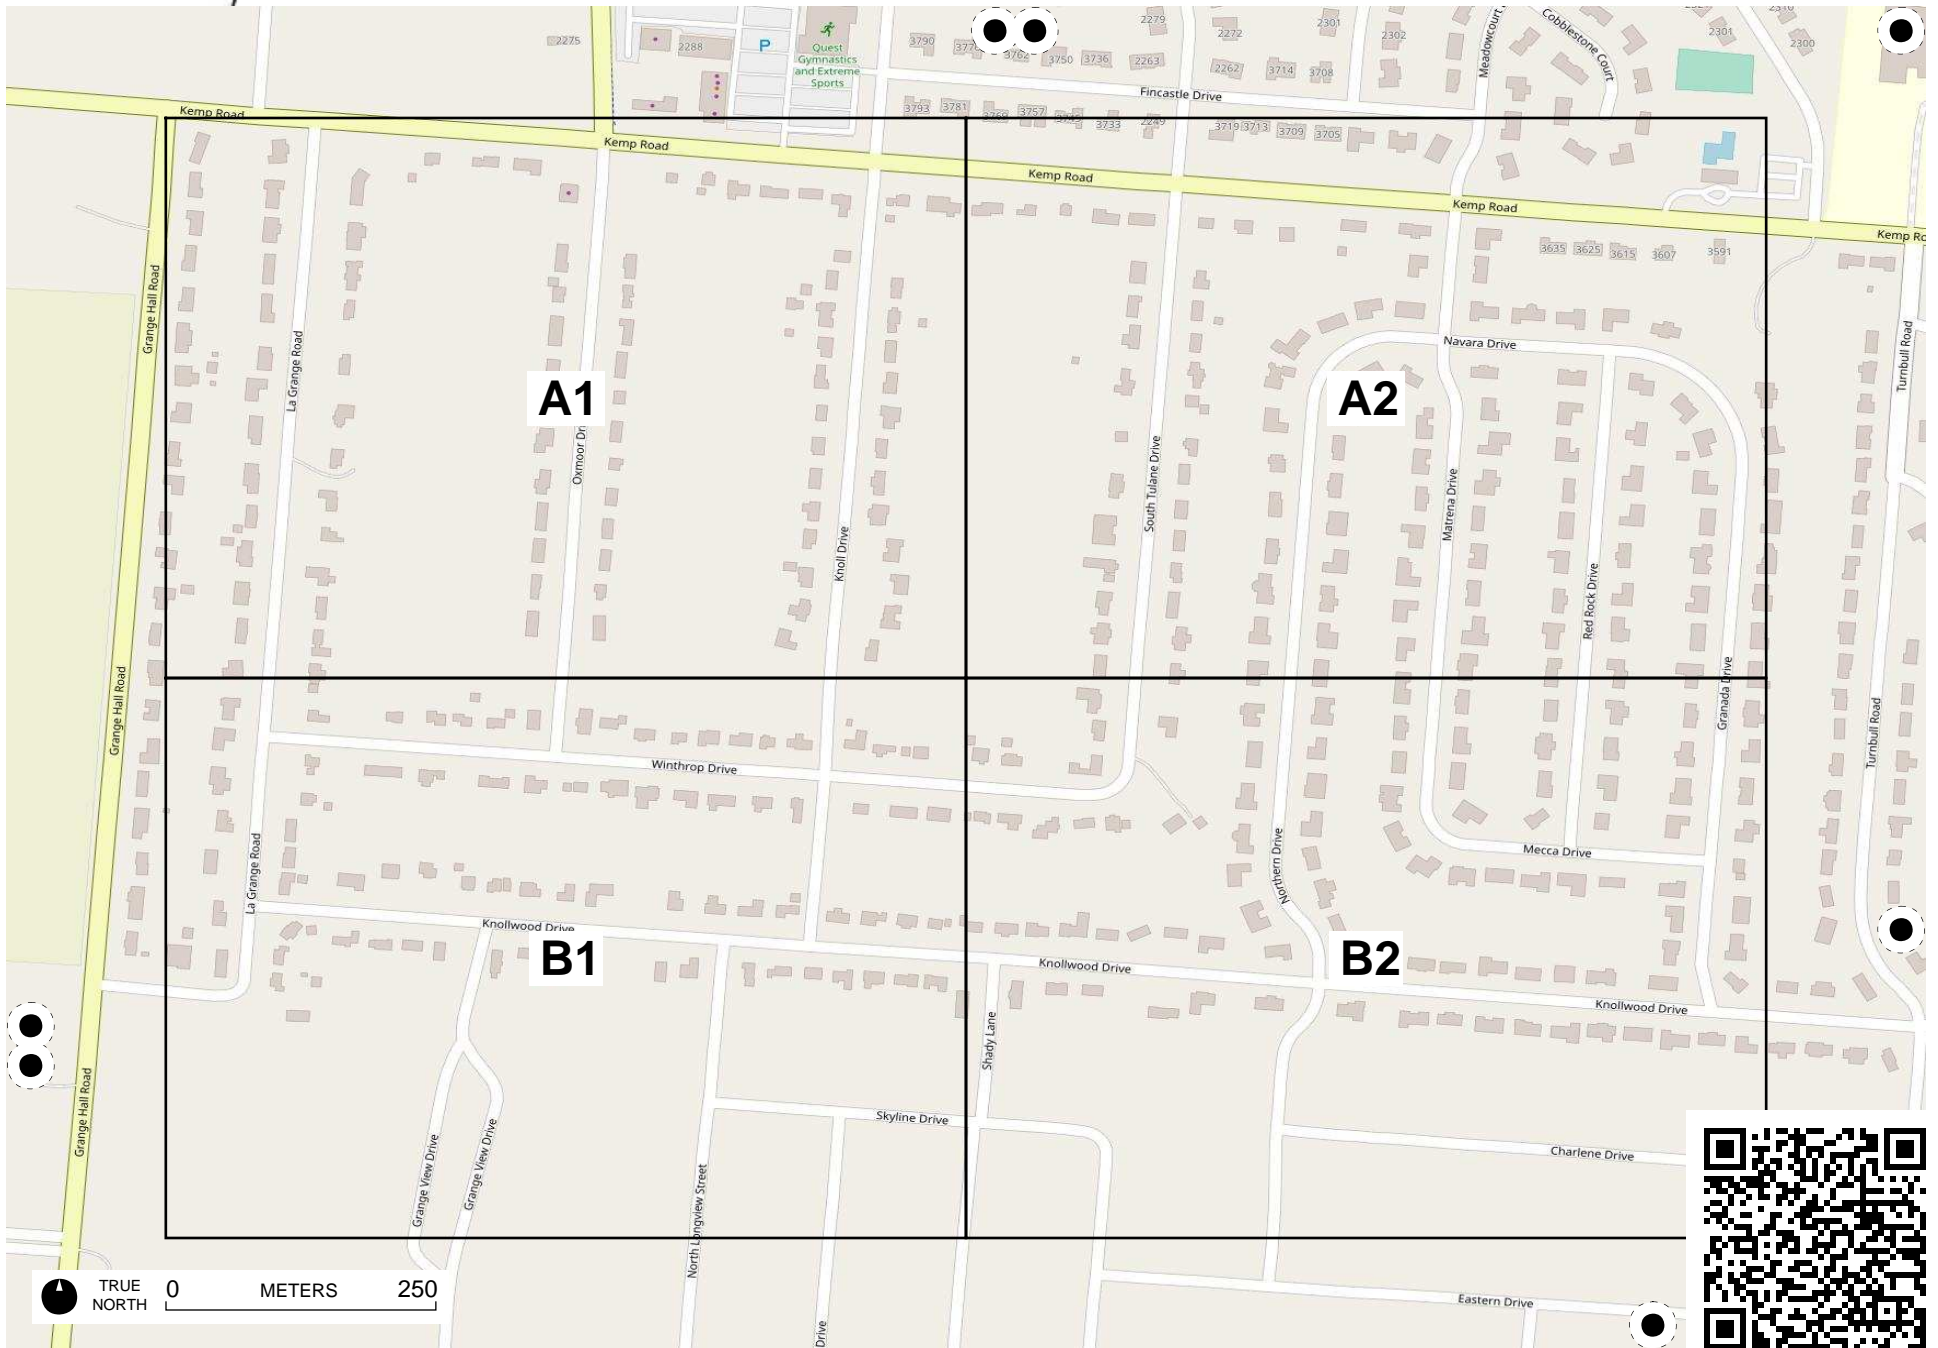 2275
2288
P
Quest
Gymnastics
and Extreme
Sports
3790
3762
3750
3736
2279
2263
2272
2262
2301
3714
3708
2302
Meadowcourt
Cobblestone Court
2301
2300
Fincastle Drive
3793
3781
3769
3757
3733
2249
3719
3713
3709
3705
Kemp Road
Kemp Road
Kemp Road
Kemp Road
Kemp Ro
3635
3625
3615
3607
3591
Grange Hall Road
La Grange Road
A1
Oxmoor Dri
Knoll Drive
South Tulane Drive
A2
Navara Drive
Matrena Drive
Red Rock Drive
Granada Drive
Turnbull Road
Grange Hall Road
Winthrop Drive
Turnbull Road
La Grange Road
Northern Drive
Mecca Drive
Knollwood Drive
B1
Knollwood Drive
B2
Knollwood Drive
Shady Lane
Grange Hall Road
Skyline Drive
Charlene Drive
Grange View Drive
Grange View Drive
North Longview Street
Drive
Eastern Drive
TRUE
NORTH
0 METERS 250